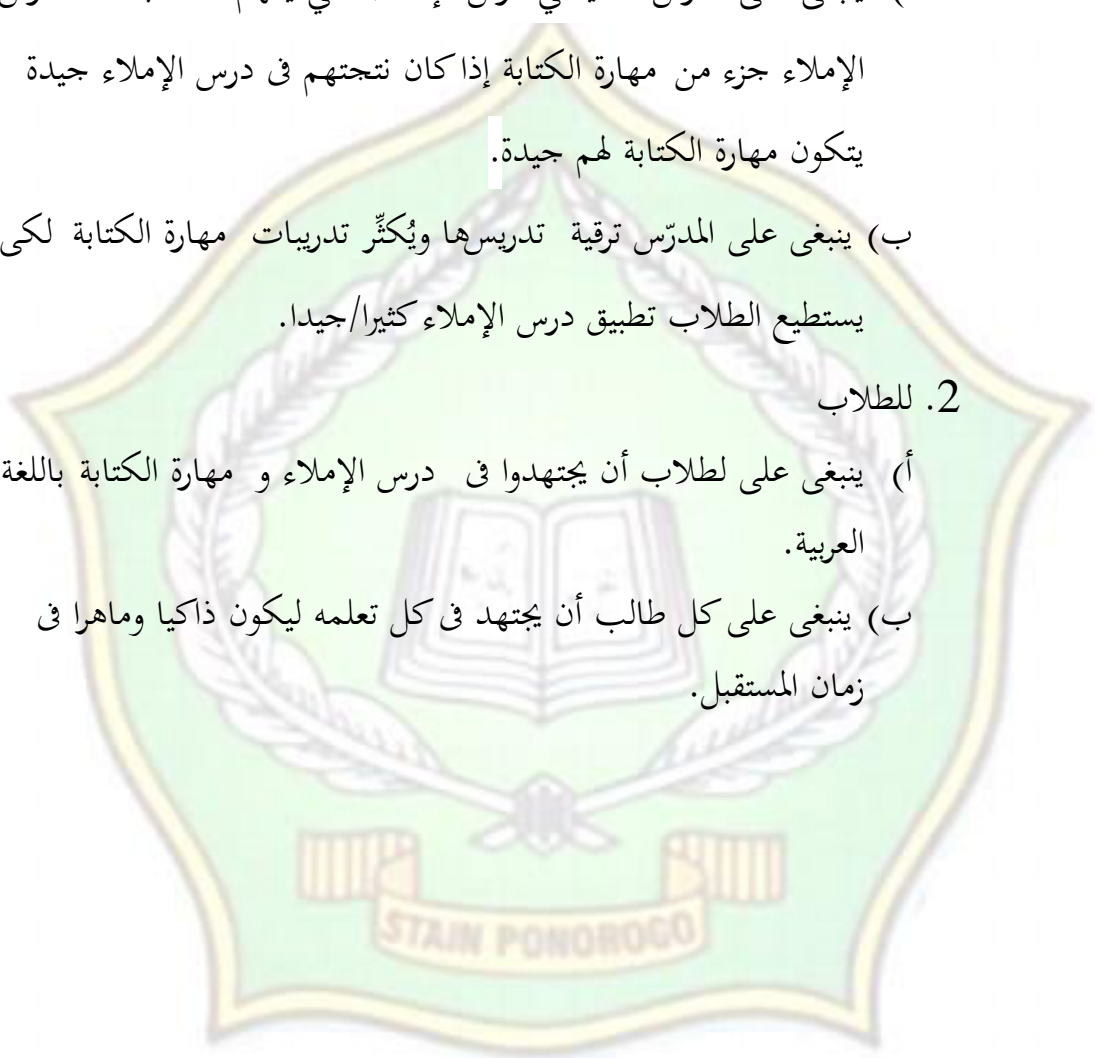 الإملاء جزء من مهارة الكتابة إذا كان نتجتهم فى درس الإملاء جيدة
يتكون مهارة الكتابة لهم جيدة.
ب) ينبغى على المدرّس ترقية تدريسها ويُكثِّر تدريبات مهارة الكتابة لكى
يستطيع الطلاب تطبيق درس الإملاء كثيرا/جيدا.
2. للطلاب
أ) ينبغى على لطلاب أن يجتهدوا فى درس الإملاء و مهارة الكتابة باللغة
العربية.
ب) ينبغى على كل طالب أن يجتهد فى كل تعلمه ليكون ذاكيا وماهرا فى
زمان المستقبل.
STAIN PONOROGO